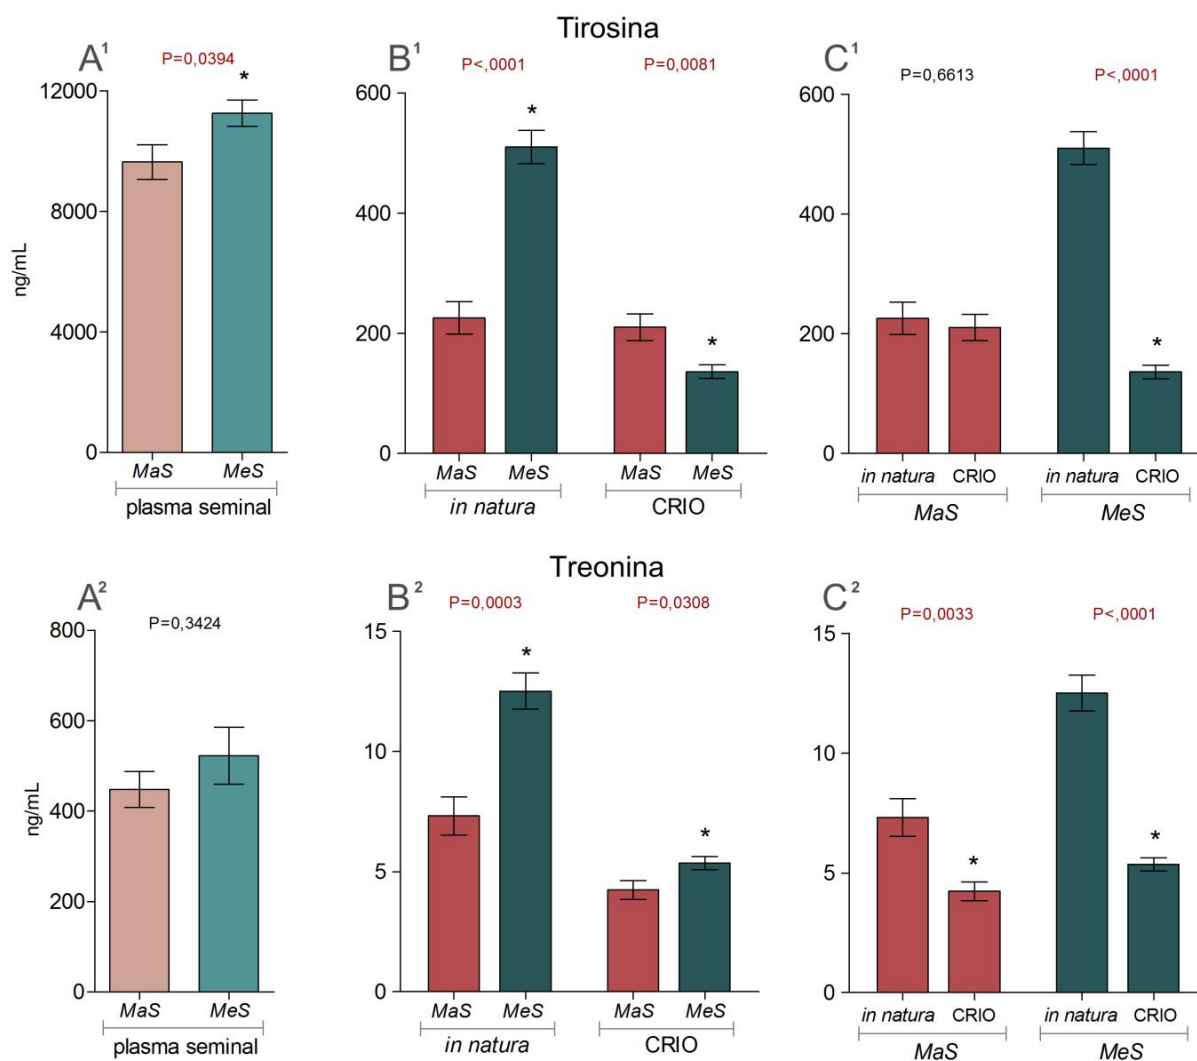 Tirosina
A¹
P=0,0394
*
12000
8000
4000
0
ng/mL
MaS MeS
plasma seminal
B¹
P<,0001 P=0,0081
*
*
600
400
200
0
MaS MeS MaS MeS
in natura CRIO
C¹
P=0,6613 P<,0001
*
600
400
200
0
in natura CRIO in natura CRIO
MaS MeS
Treonina
A²
P=0,3424
800
600
400
200
0
ng/mL
MaS MeS
plasma seminal
B²
P=0,0003 P=0,0308
*
*
15
10
5
0
MaS MeS MaS MeS
in natura CRIO
C²
P=0,0033 P<,0001
*
*
15
10
5
0
in natura CRIO in natura CRIO
MaS MeS